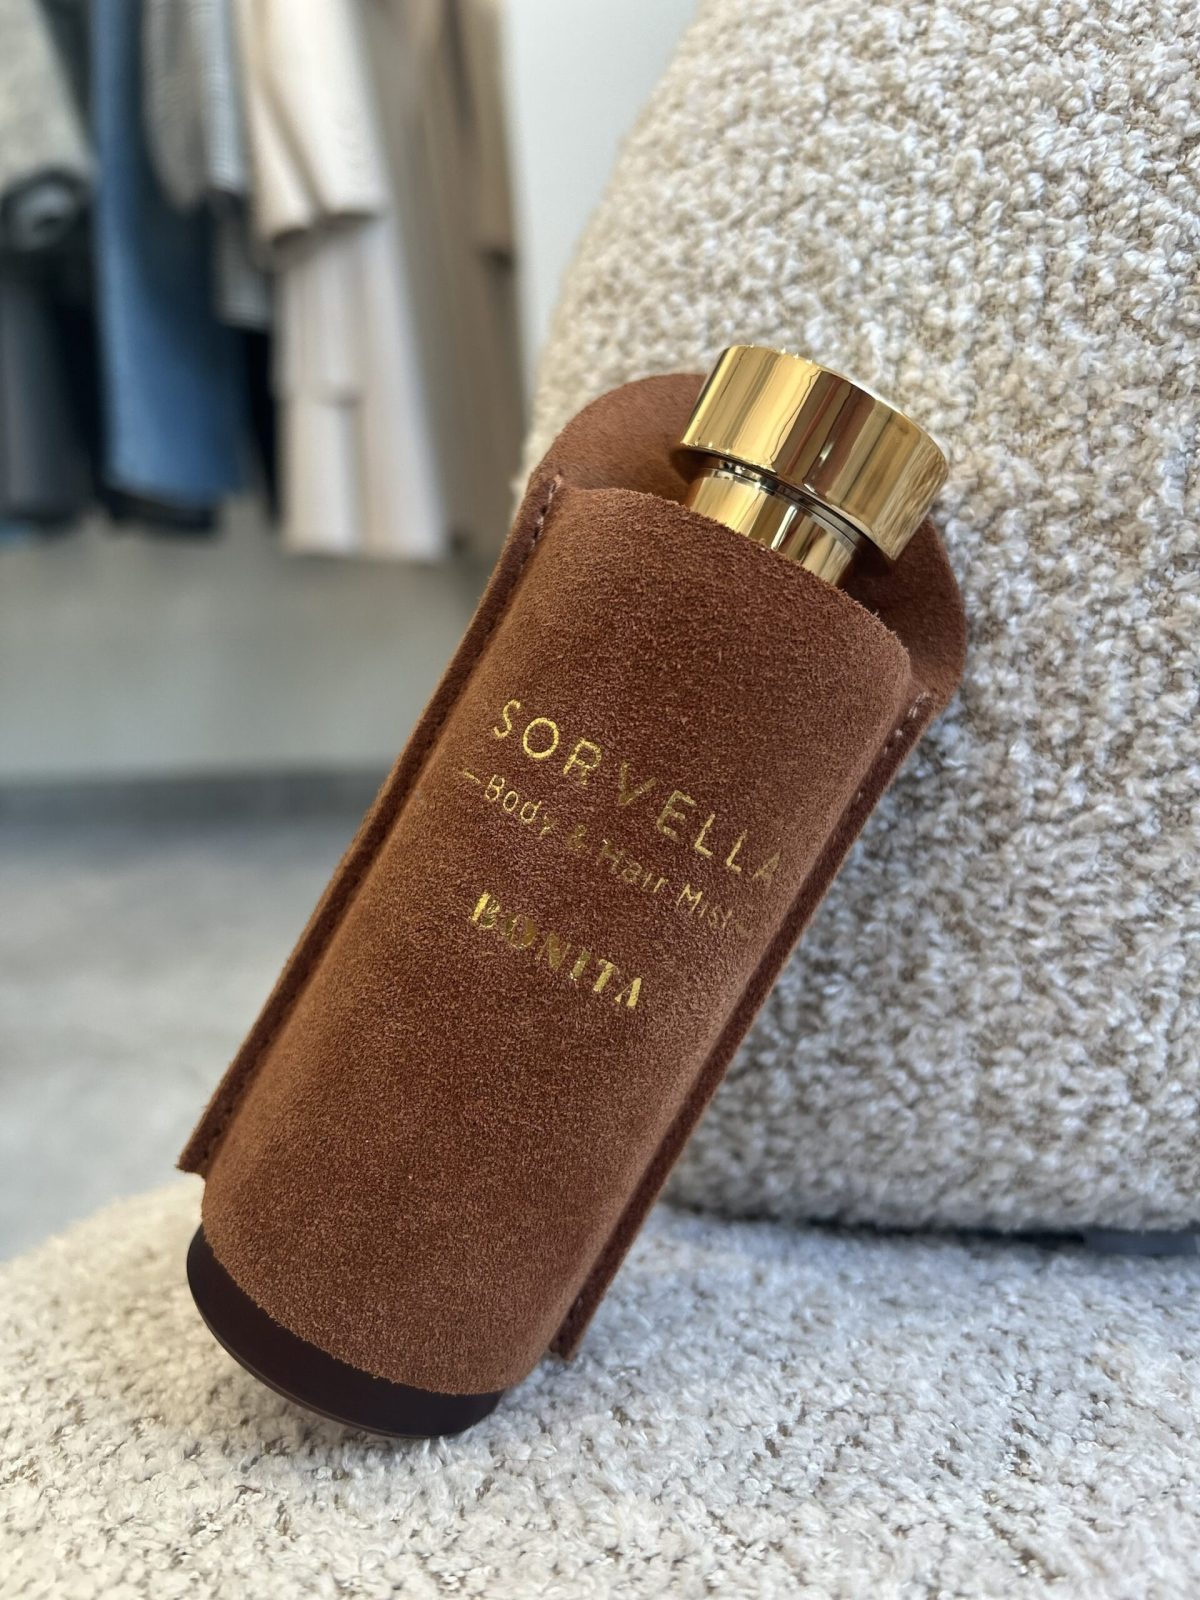 SORVELLA
—Body & Hair Mist—
BONITA